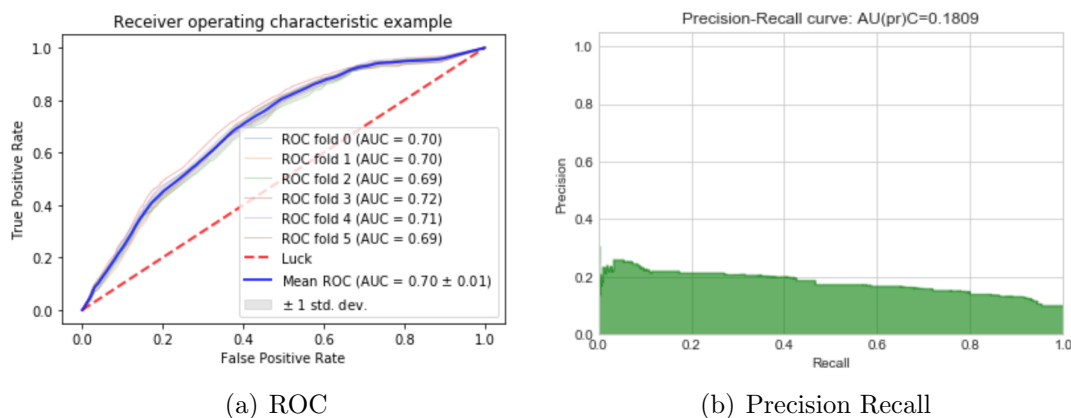 Receiver operating characteristic example
True Positive Rate
1.0
0.8
0.6
0.4
0.2
0.0
ROC fold 0 (AUC = 0.70)
ROC fold 1 (AUC = 0.70)
ROC fold 2 (AUC = 0.69)
ROC fold 3 (AUC = 0.72)
ROC fold 4 (AUC = 0.71)
ROC fold 5 (AUC = 0.69)
Luck
Mean ROC (AUC = 0.70 ± 0.01)
± 1 std. dev.
0.0 0.2 0.4 0.6 0.8 1.0
False Positive Rate
(a) ROC
Precision-Recall curve: AU(pr)C=0.1809
Precision
1.0
0.8
0.6
0.4
0.2
0.0
0.0 0.2 0.4 0.6 0.8 1.0
Recall
(b) Precision Recall